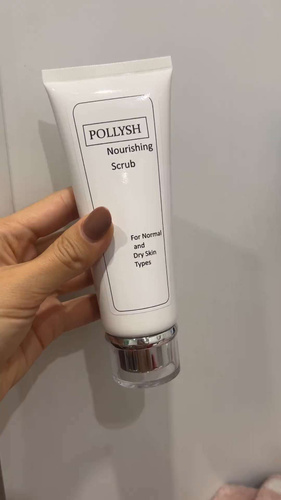 POLLYSH
Nourishing
Scrub
For Normal
and
Dry Skin
Types